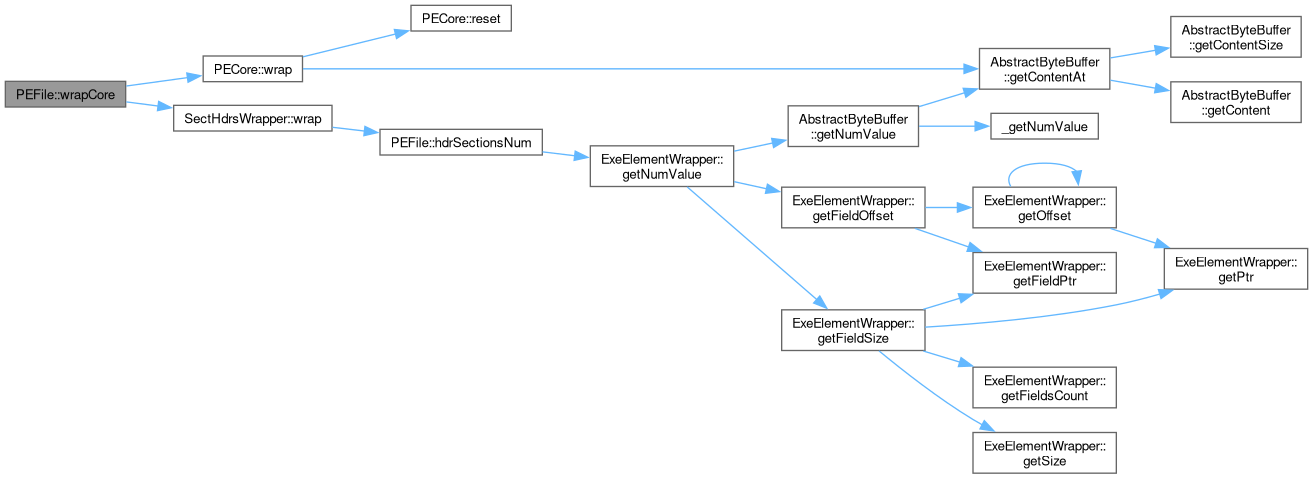 PEFile::wrapCore
PECore::wrap
PECore::reset
SectHdrsWrapper::wrap
PEFile::hdrSectionsNum
ExeElementWrapper::
getNumValue
AbstractByteBuffer
::getNumValue
_getNumValue
AbstractByteBuffer
::getContentAt
AbstractByteBuffer
::getContentSize
AbstractByteBuffer
::getContent
ExeElementWrapper::
getFieldOffset
ExeElementWrapper::
getOffset
ExeElementWrapper::
getFieldPtr
ExeElementWrapper::
getPtr
ExeElementWrapper::
getFieldSize
ExeElementWrapper::
getFieldsCount
ExeElementWrapper::
getSize